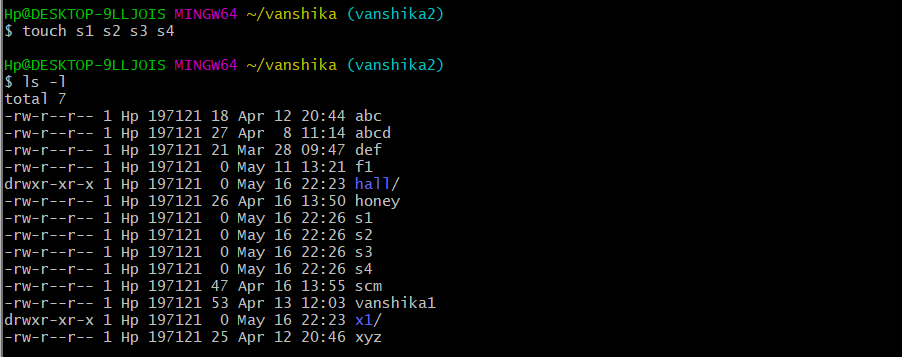 Hp@DESKTOP-9LLJOIS MINGW64 ~/vanshika (vanshika2)
$ touch s1 s2 s3 s4
Hp@DESKTOP-9LLJOIS MINGW64 ~/vanshika (vanshika2)
$ ls -l
total 7
-rw-r--r-- 1 Hp 197121 18 Apr 12 20:44 abc
-rw-r--r-- 1 Hp 197121 27 Apr  8 11:14 abcd
-rw-r--r-- 1 Hp 197121 21 Mar 28 09:47 def
-rw-r--r-- 1 Hp 197121  0 May 11 13:21 f1
drwxr-xr-x 1 Hp 197121  0 May 16 22:23 hall/
-rw-r--r-- 1 Hp 197121 26 Apr 16 13:50 honey
-rw-r--r-- 1 Hp 197121  0 May 16 22:26 s1
-rw-r--r-- 1 Hp 197121  0 May 16 22:26 s2
-rw-r--r-- 1 Hp 197121  0 May 16 22:26 s3
-rw-r--r-- 1 Hp 197121  0 May 16 22:26 s4
-rw-r--r-- 1 Hp 197121 47 Apr 16 13:55 scm
-rw-r--r-- 1 Hp 197121 53 Apr 13 12:03 vanshika1
drwxr-xr-x 1 Hp 197121  0 May 16 22:23 x1/
-rw-r--r-- 1 Hp 197121 25 Apr 12 20:46 xyz